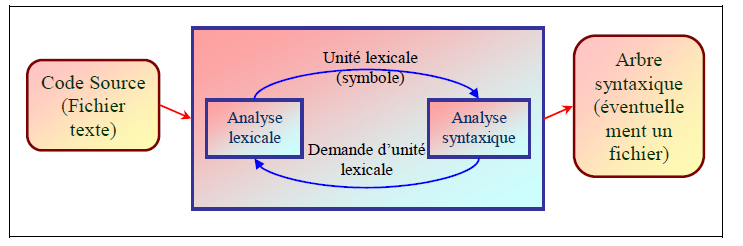 Code Source
(Fichier
texte)
Unité lexicale
(symbole)
Analyse
lexicale
Analyse
syntaxique
Demande d'unité
lexicale
Arbre
syntaxique
(éventuelle
ment un
fichier)